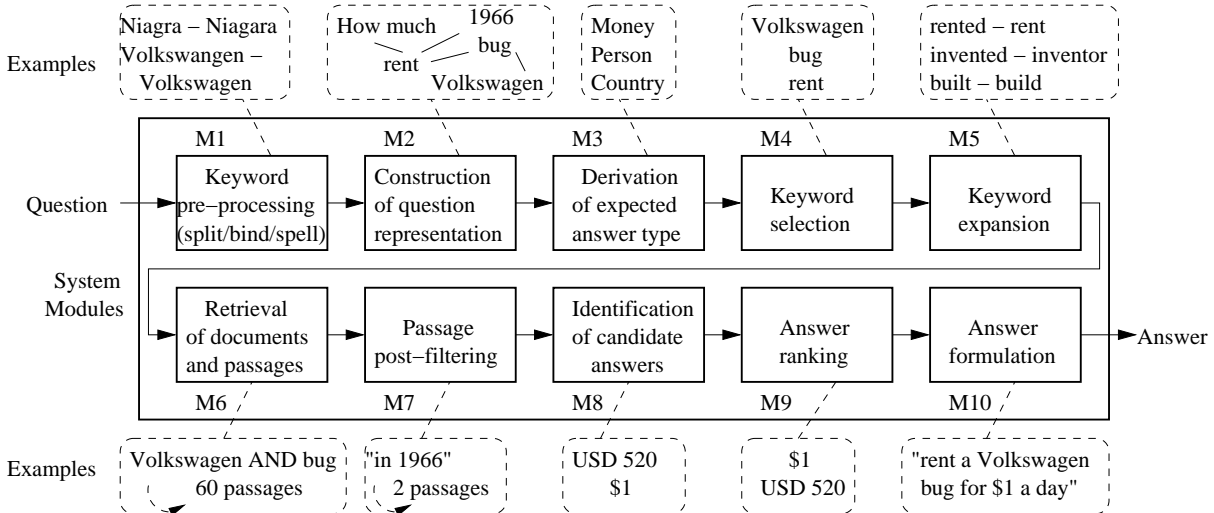 Examples
Niagra – Niagara
Volkswangen –
Volkswagen
How much
1966
bug
rent
Volkswagen
Money
Person
Country
Volkswagen
bug
rent
rented – rent
invented – inventor
built – build
M1
M2
M3
M4
M5
Question
Keyword
pre–processing
(split/bind/spell)
Construction
of question
representation
Derivation
of expected
answer type
Keyword
selection
Keyword
expansion
System
Modules
Retrieval
of documents
and passages
Passage
post–filtering
Identification
of candidate
answers
Answer
ranking
Answer
formulation
Answer
M6
M7
M8
M9
M10
Examples
Volkswagen AND bug
60 passages
"in 1966"
2 passages
USD 520
$1
$1
USD 520
"rent a Volkswagen
bug for $1 a day"